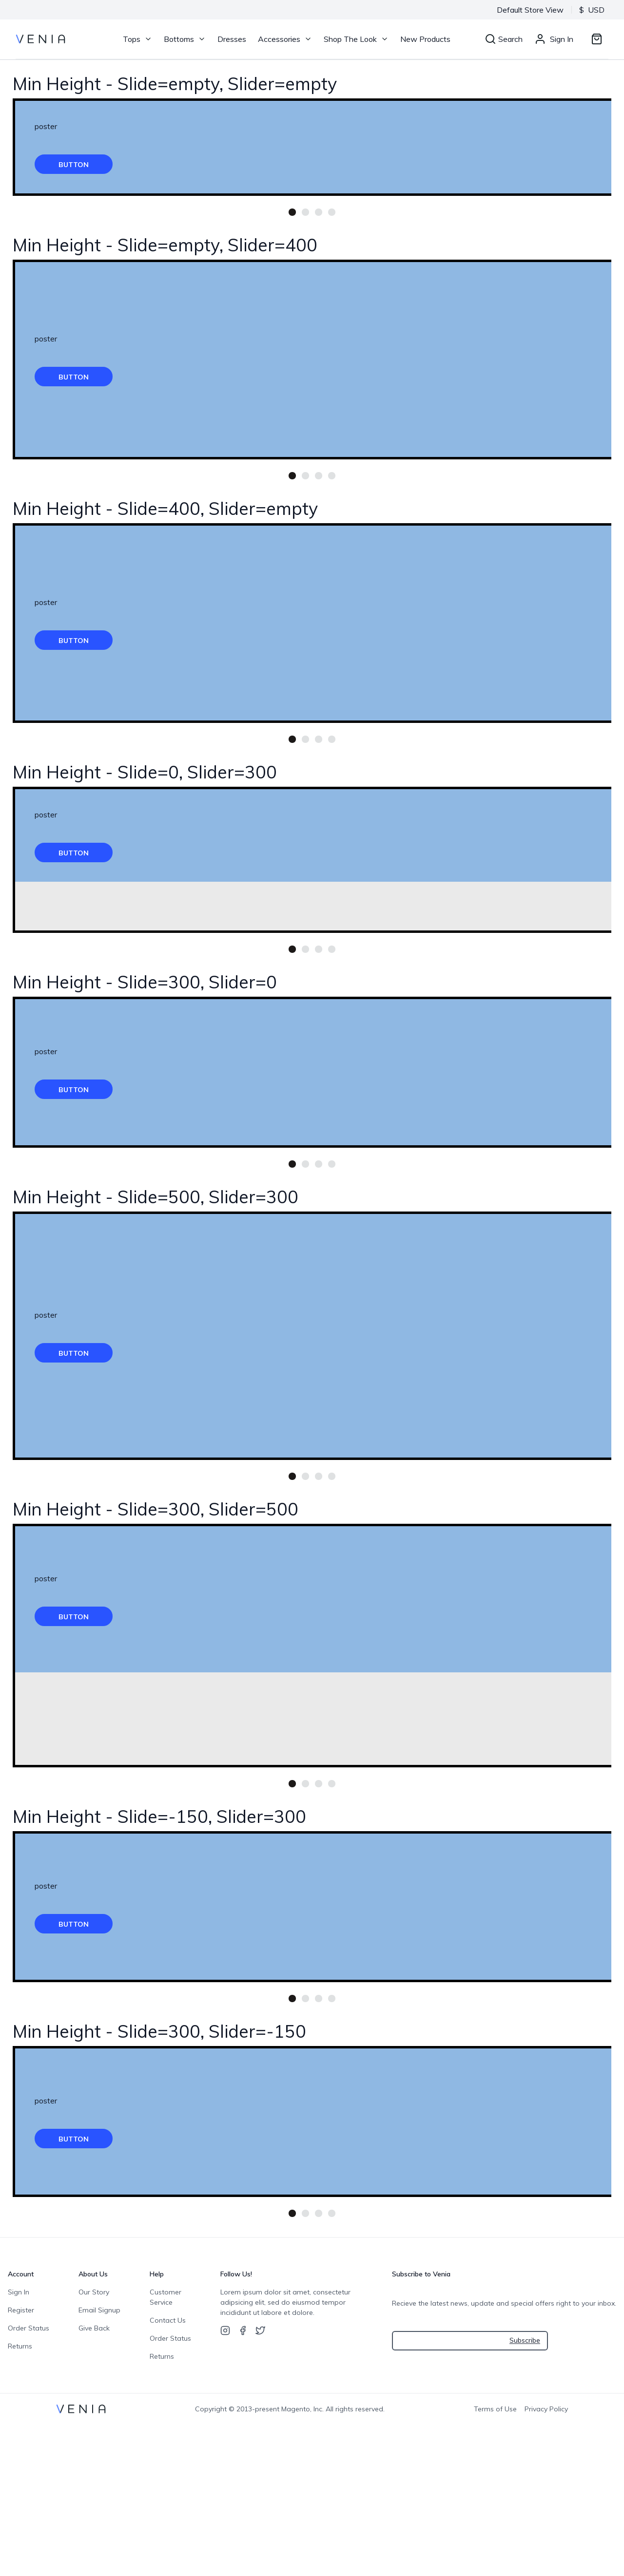 Default Store View $ USD
VENIA Tops Bottoms Dresses Accessories Shop The Look New Products Search Sign In
Min Height - Slide=empty, Slider=empty
poster
BUTTON
Min Height - Slide=empty, Slider=400
poster
BUTTON
Min Height - Slide=400, Slider=empty
poster
BUTTON
Min Height - Slide=0, Slider=300
poster
BUTTON
Min Height - Slide=300, Slider=0
poster
BUTTON
Min Height - Slide=500, Slider=300
poster
BUTTON
Min Height - Slide=300, Slider=500
poster
BUTTON
Min Height - Slide=-150, Slider=300
poster
BUTTON
Min Height - Slide=300, Slider=-150
poster
BUTTON
Account
Sign In
Register
Order Status
Returns
About Us
Our Story
Email Signup
Give Back
Help
Customer
Service
Contact Us
Order Status
Returns
Follow Us!
Lorem ipsum dolor sit amet, consectetur
adipsicing elit, sed do eiusmod tempor
incididunt ut labore et dolore
Subscribe to Venia
Recieve the latest news, update and special offers right to your inbox.
Subscribe
VENIA Copyright © 2013-present Magento, Inc. All rights reserved. Terms of Use Privacy Policy